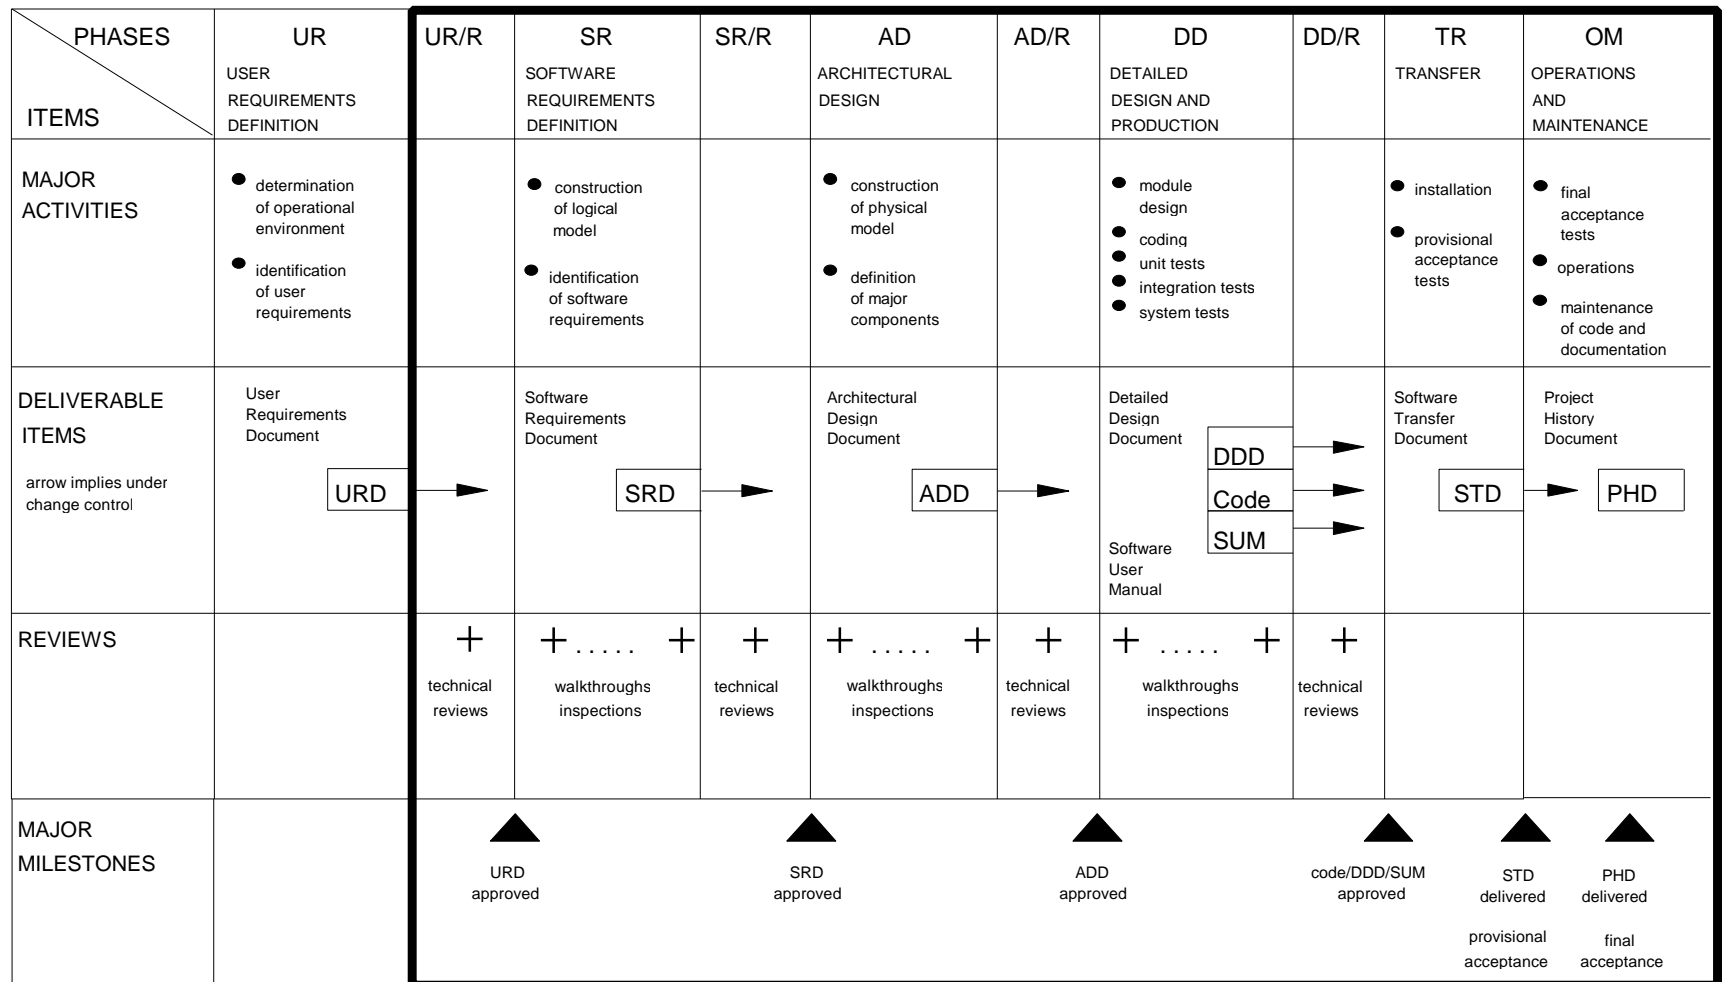 PHASES
ITEMS
UR
USER
REQUIREMENTS
DEFINITION
UR/R
SR
SOFTWARE
REQUIREMENTS
DEFINITION
SR/R
AD
ARCHITECTURAL
DESIGN
AD/R
DD
DETAILED
DESIGN AND
PRODUCTION
DD/R
TR
TRANSFER
OM
OPERATIONS
AND
MAINTENANCE
MAJOR
ACTIVITIES
determination
of operational
environment
identification
of user
requirements
construction
of logical
model
identification
of software
requirements
construction
of physical
model
definition
of major
components
module
design
coding
unit tests
integration tests
system tests
installation
provisional
acceptance
tests
final
acceptance
tests
operations
maintenance
of code and
documentation
DELIVERABLE
ITEMS
arrow implies under
change control
User
Requirements
Document
URD
Software
Requirements
Document
SRD
Architectural
Design
Document
ADD
Detailed
Design
Document
DDD
Code
SUM
Software
User
Manual
Software
Transfer
Document
STD
Project
History
Document
PHD
REVIEWS
+
technical
reviews
+ ..... +
walkthroughs
inspections
+
technical
reviews
+ ..... +
walkthroughs
inspections
+
technical
reviews
+ ..... +
walkthroughs
inspections
+
technical
reviews
MAJOR
MILESTONES
URD
approved
SRD
approved
ADD
approved
code/DDD/SUM
approved
STD
delivered
provisional
acceptance
PHD
delivered
final
acceptance